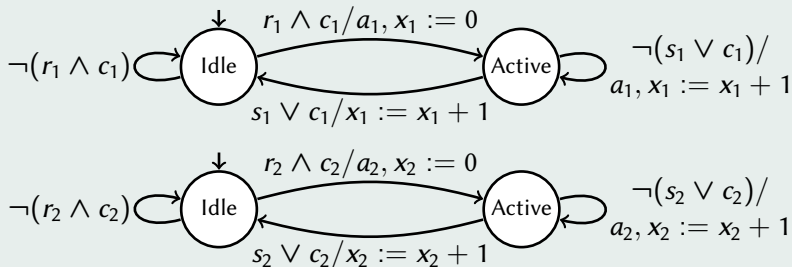 r₁ ∧ c₁/a₁, x₁ := 0
¬(r₁ ∧ c₁) Idle Active ¬(s₁ ∨ c₁)/
a₁, x₁ := x₁ + 1
s₁ ∨ c₁/x₁ := x₁ + 1
r₂ ∧ c₂/a₂, x₂ := 0
¬(r₂ ∧ c₂) Idle Active ¬(s₂ ∨ c₂)/
a₂, x₂ := x₂ + 1
s₂ ∨ c₂/x₂ := x₂ + 1